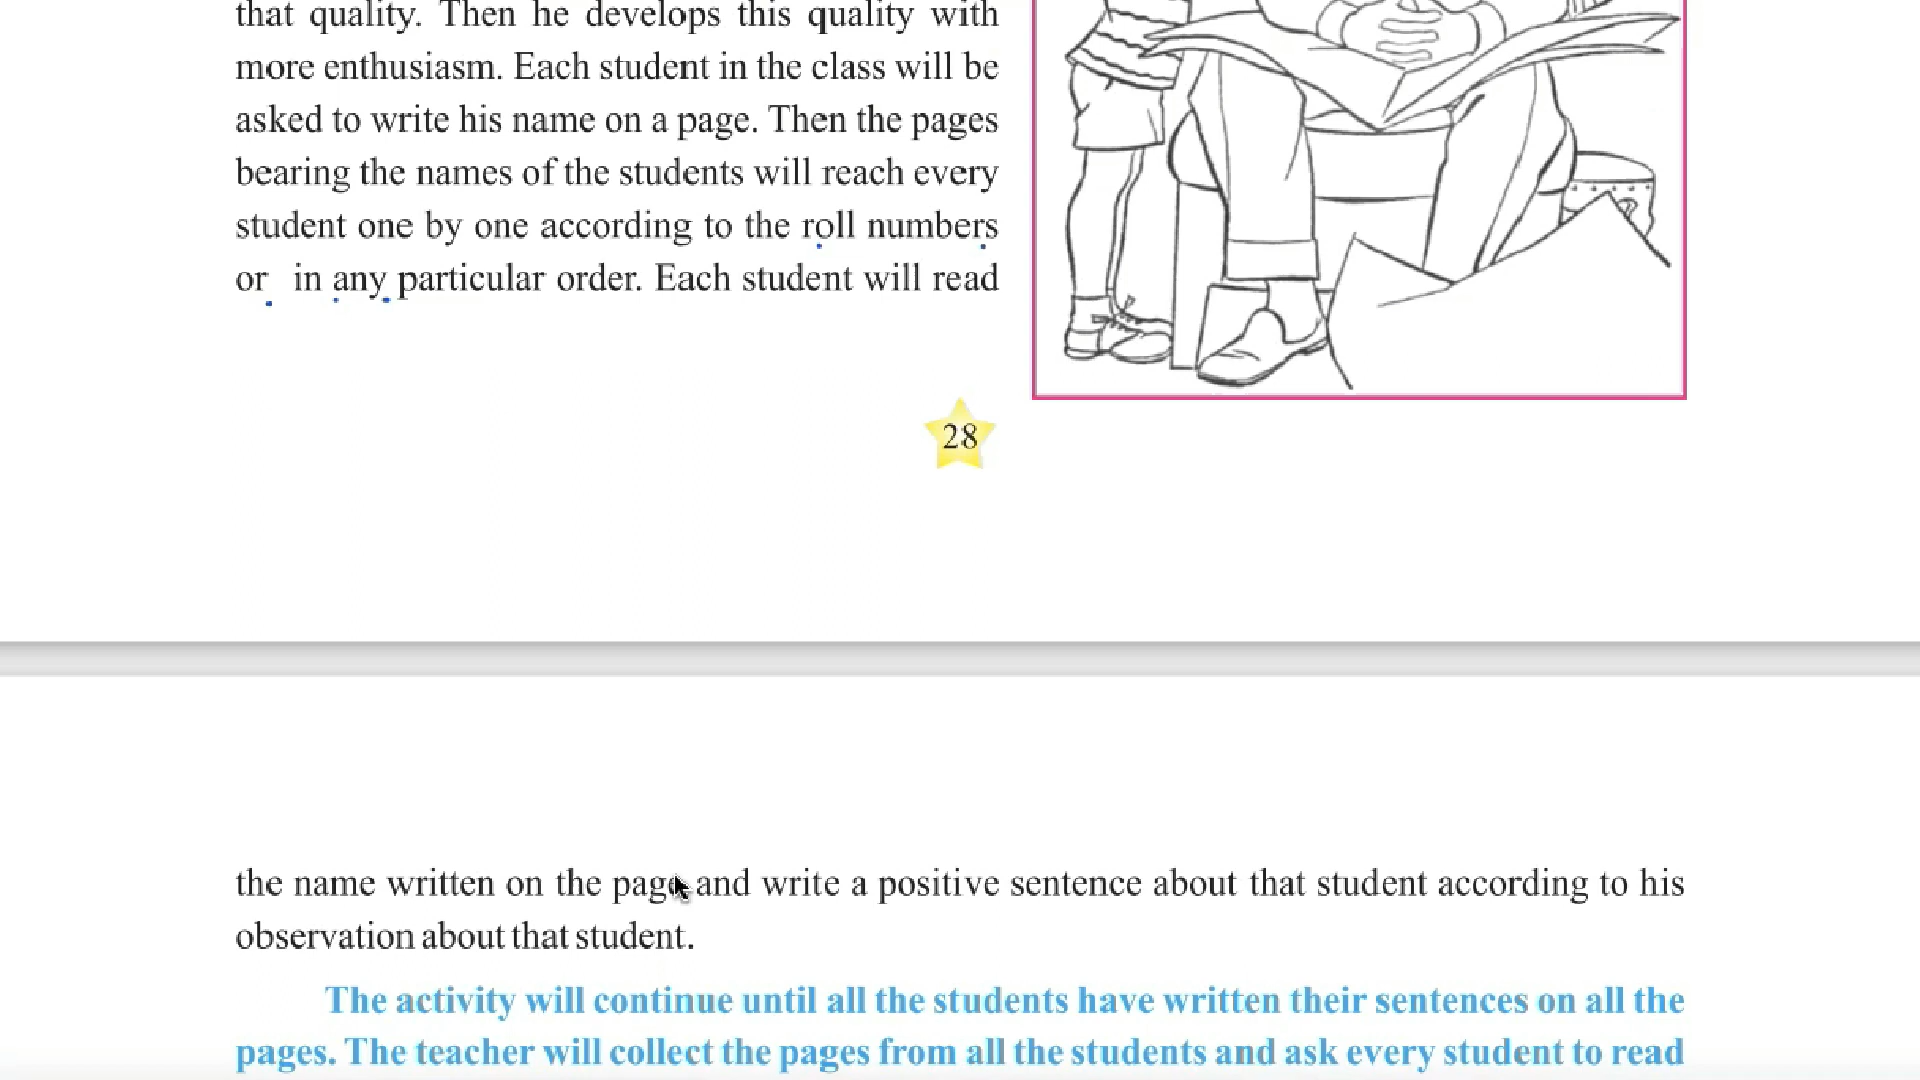 that quality. Then he develops this quality with
more enthusiasm. Each student in the class will be
asked to write his name on a page. Then the pages
bearing the names of the students will reach every
student one by one according to the roll numbers
or in any particular order. Each student will read
28
the name written on the page and write a positive sentence about that student according to his
observation about that student.
The activity will continue until all the students have written their sentences on all the
pages. The teacher will collect the pages from all the students and ask every student to read